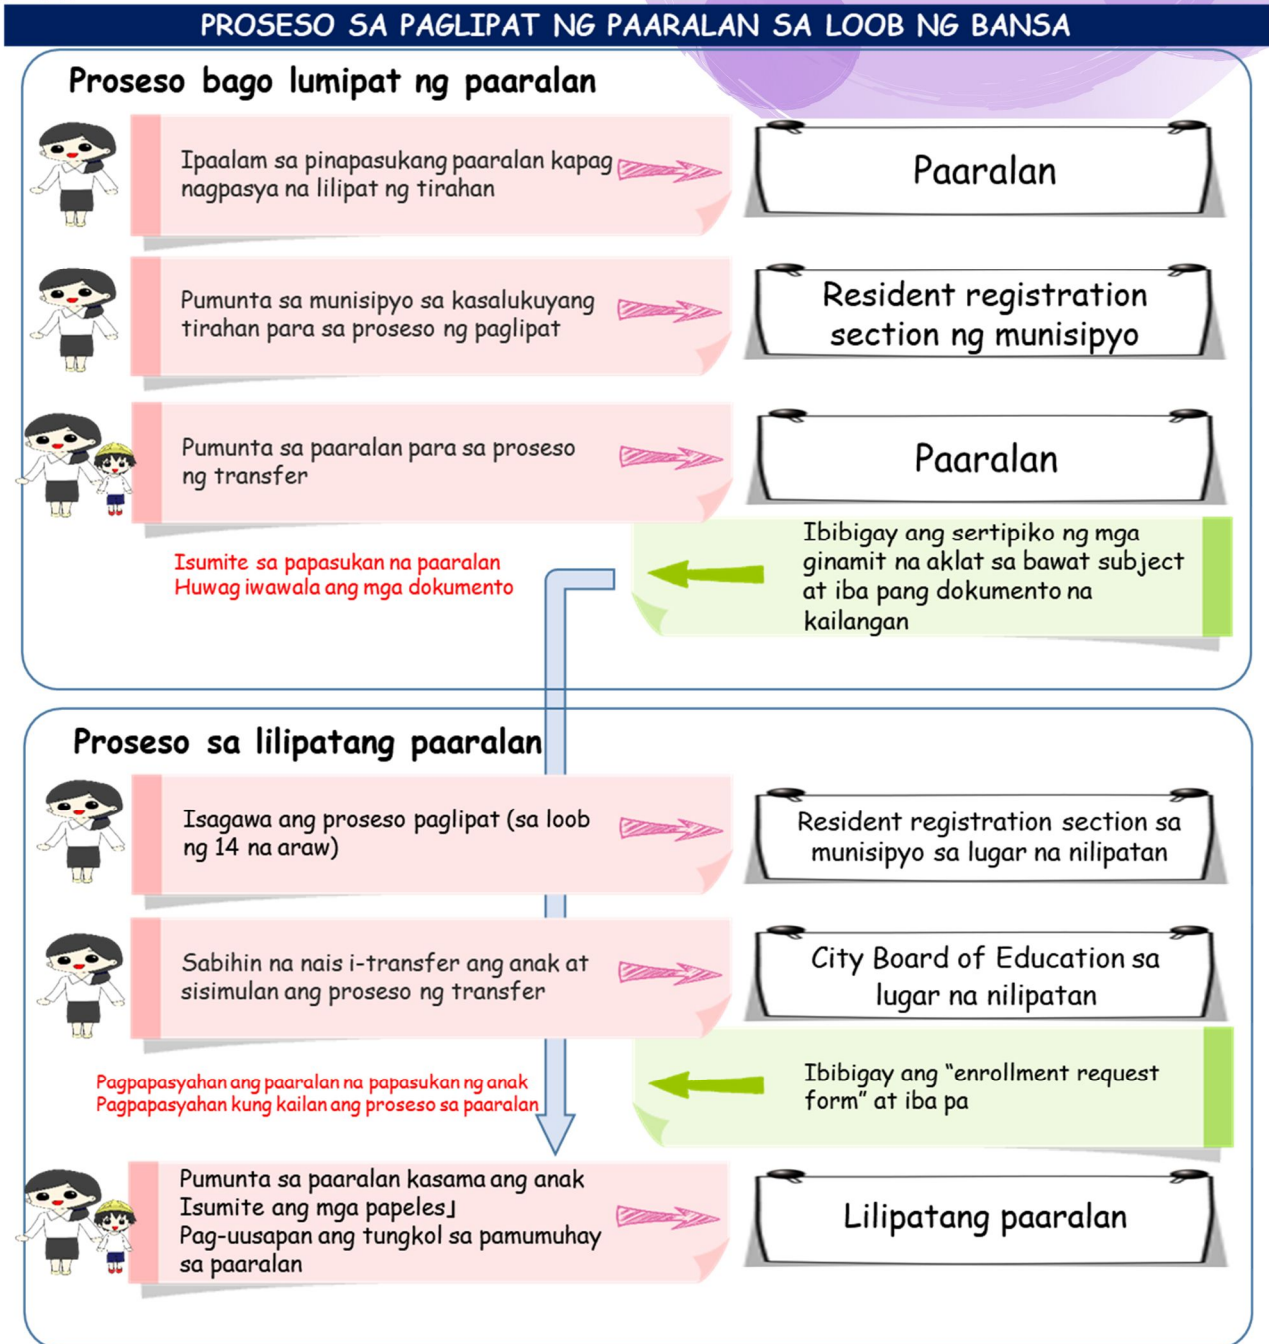 PROSESO SA PAGLIPAT NG PAARALAN SA LOOB NG BANSA
Proseso bago lumipat ng paaralan
Ipaalam sa pinapasukang paaralan kapag
nagpasya na lilipat ng tirahan
Paaralan
Pumunta sa munisipyo sa kasalukuyang
tirahan para sa proseso ng paglipat
Resident registration
section ng munisipyo
Pumunta sa paaralan para sa proseso
ng transfer
Paaralan
Ibibigay ang sertipiko ng mga
ginamit na aklat sa bawat subject
at iba pang dokumento na
kailangan
Isumite sa papasukan na paaralan
Huwag iwawala ang mga dokumento
Proseso sa lilipatang paaralan
Isagawa ang proseso paglipat (sa loob
ng 14 na araw)
Resident registration section sa
munisipyo sa lugar na nilipatan
Sabihin na nais i-transfer ang anak at
sisimulan ang proseso ng transfer
City Board of Education sa
lugar na nilipatan
Ibibigay ang “enrollment request
form” at iba pa
Pagpapasyahan ang paaralan na papasukan ng anak
Pagpapasyahan kung kailan ang proseso sa paaralan
Pumunta sa paaralan kasama ang anak
Isumite ang mga papeles」
Pag-uusapan ang tungkol sa pamumuhay
sa paaralan
Lilipatang paaralan